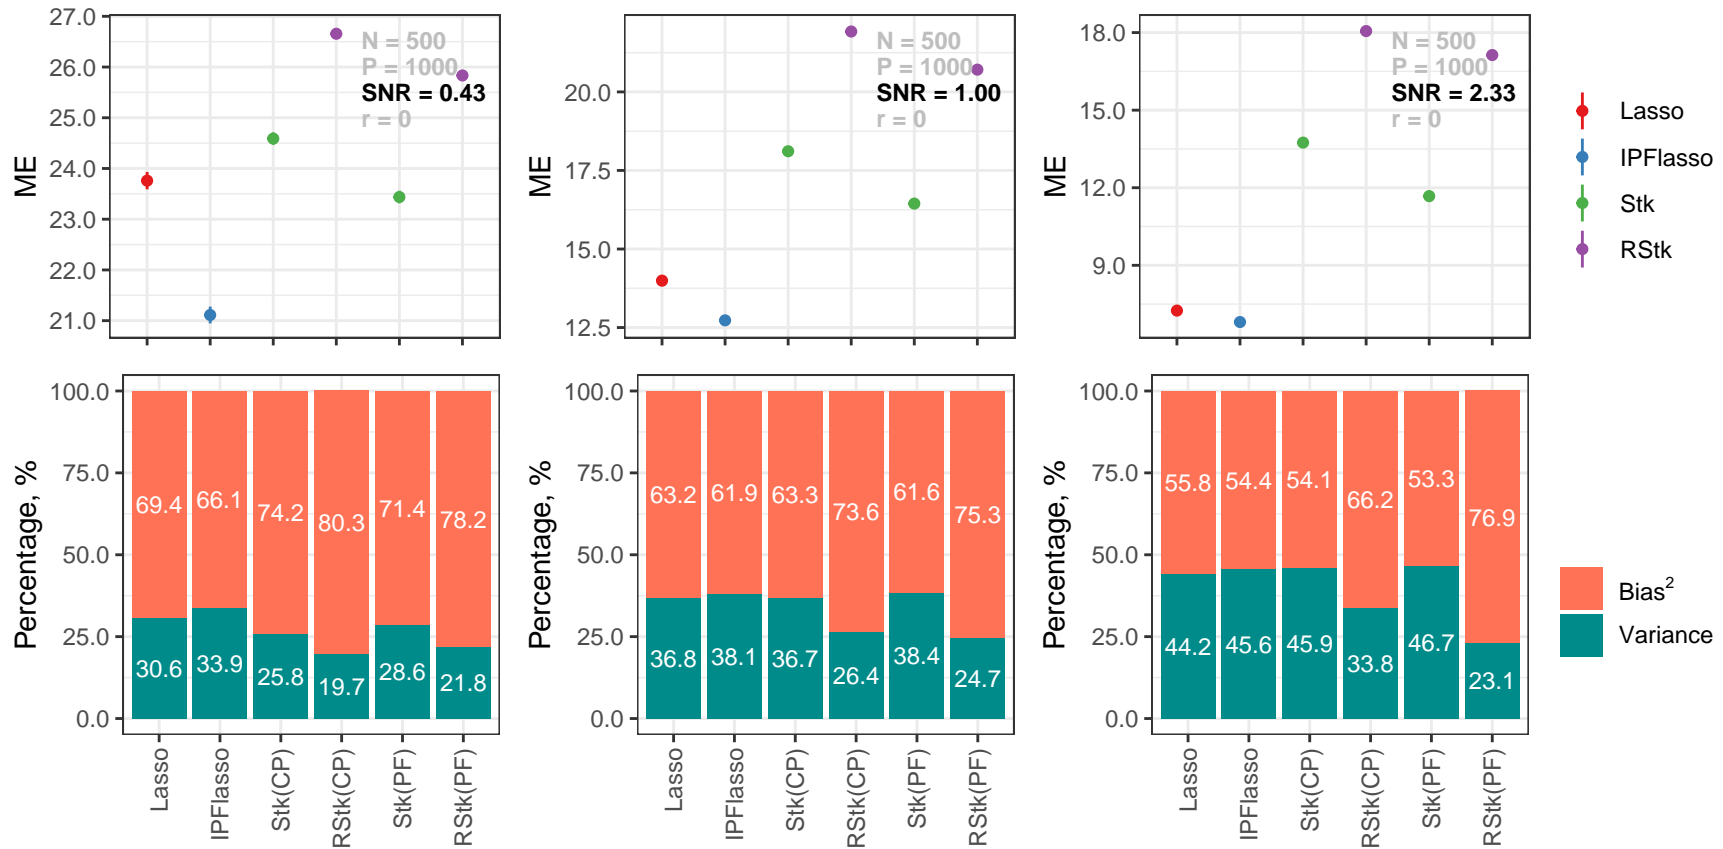 27.0
26.0
25.0
24.0
23.0
22.0
21.0
ME
N = 500
P = 1000
SNR = 0.43
r = 0
20.0
17.5
15.0
12.5
ME
N = 500
P = 1000
SNR = 1.00
r = 0
18.0
15.0
12.0
9.0
ME
N = 500
P = 1000
SNR = 2.33
r = 0
Lasso
IPFlasso
Stk
RStk
100.0
75.0
50.0
25.0
0.0
Percentage, %
69.4 66.1 74.2 80.3 71.4 78.2
30.6 33.9 25.8 19.7 28.6 21.8
Lasso
IPFlasso
Stk(CP)
RStk(CP)
Stk(PF)
RStk(PF)
100.0
75.0
50.0
25.0
0.0
Percentage, %
63.2 61.9 63.3 73.6 61.6 75.3
36.8 38.1 36.7 26.4 38.4 24.7
Lasso
IPFlasso
Stk(CP)
RStk(CP)
Stk(PF)
RStk(PF)
100.0
75.0
50.0
25.0
0.0
Percentage, %
55.8 54.4 54.1 66.2 53.3 76.9
44.2 45.6 45.9 33.8 46.7 23.1
Lasso
IPFlasso
Stk(CP)
RStk(CP)
Stk(PF)
RStk(PF)
Bias²
Variance